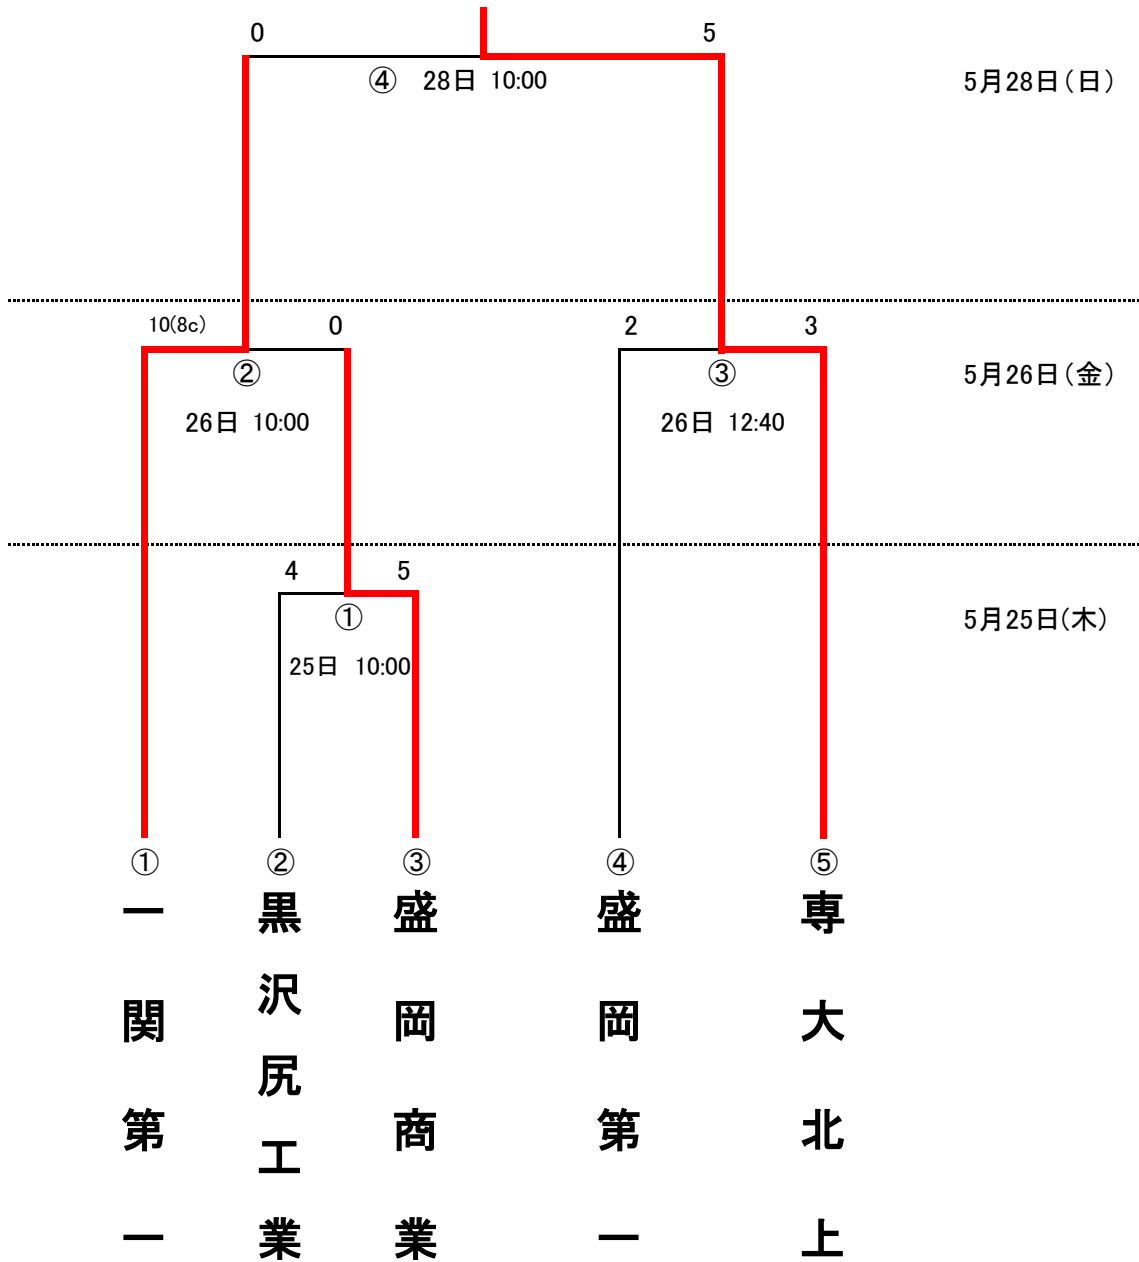 0
5
④ 28日 10:00
5月28日(日)
10(8c)
0
2
3
②
③
5月26日(金)
26日 10:00
26日 12:40
4
5
①
5月25日(木)
25日 10:00
①
②
③
④
⑤
一関第一
黒沢尻工業
盛岡商業
盛岡第一
専大北上